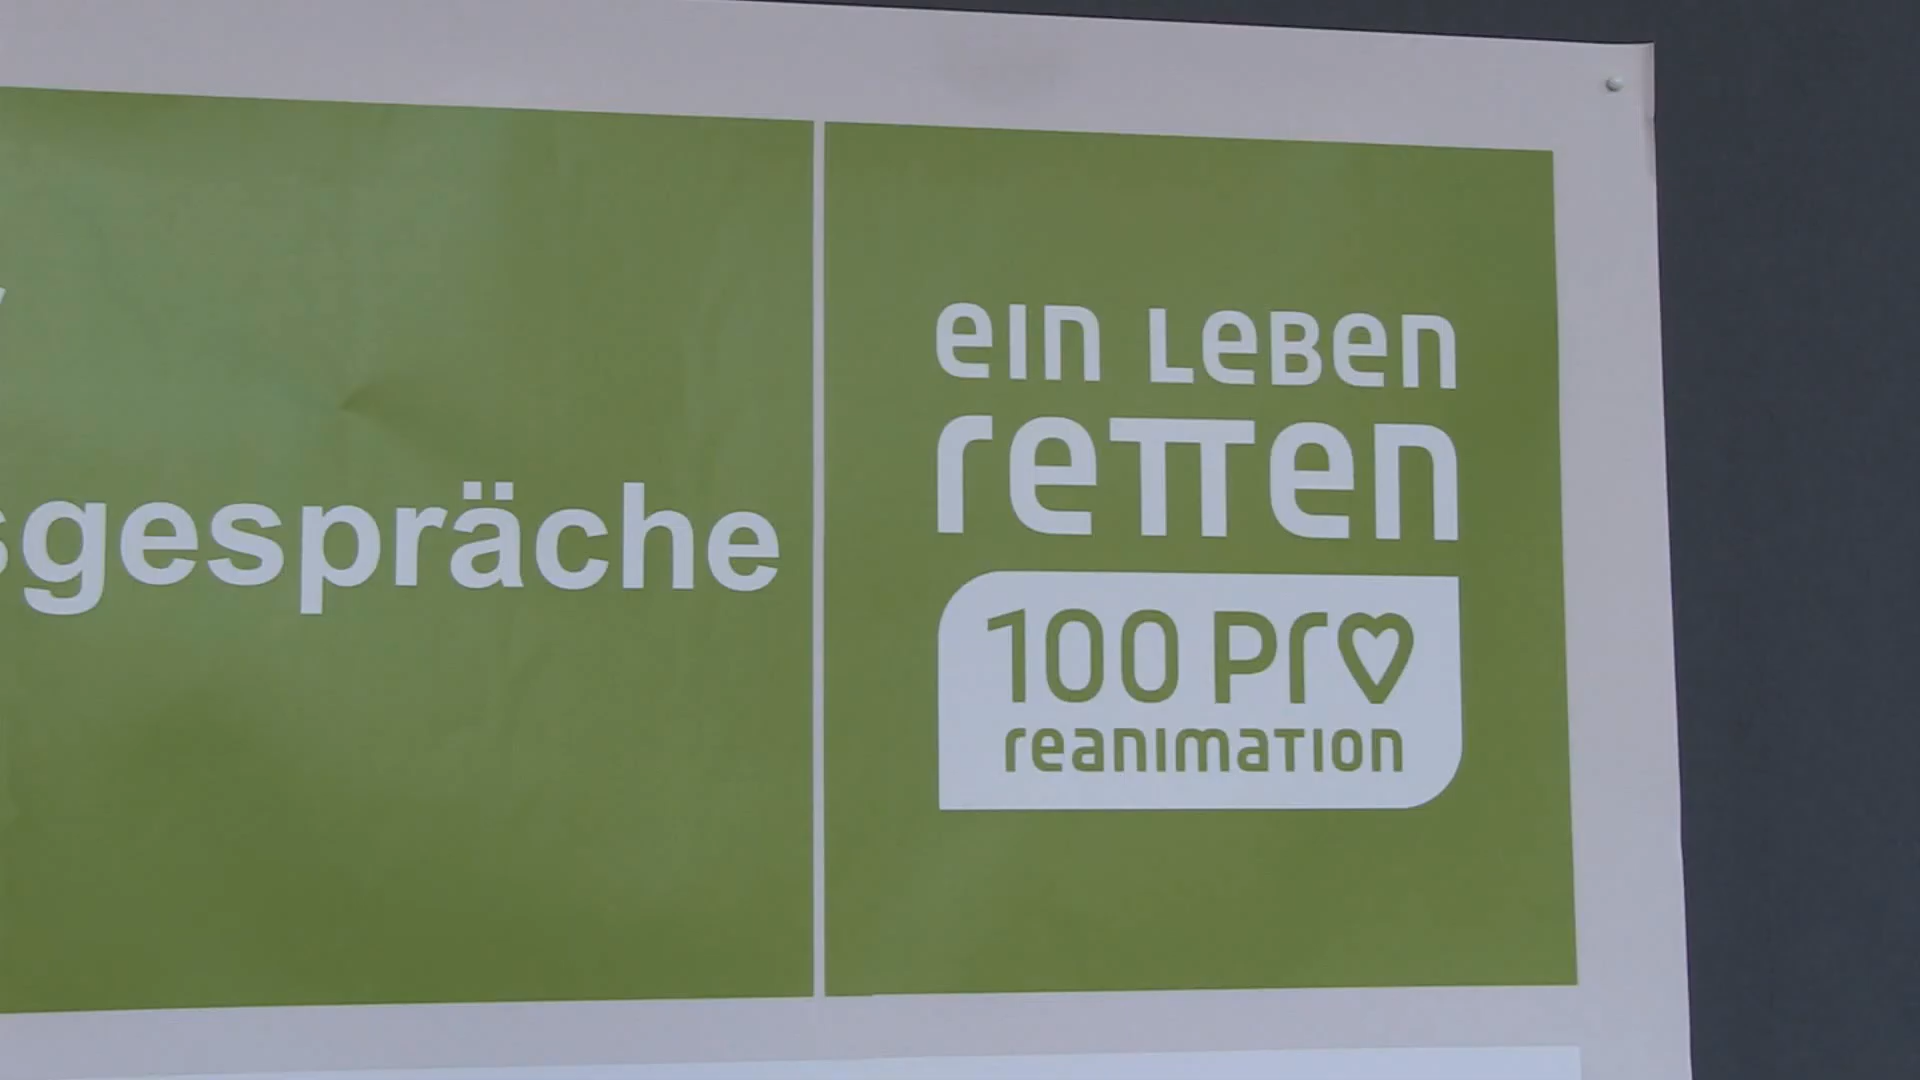 sgespräche
ein Leben
retten
100 Pro
reanimation